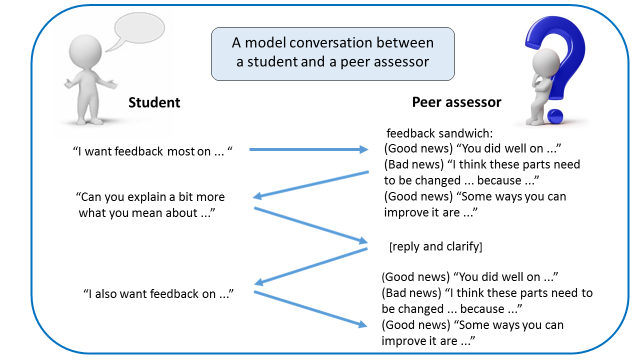 A model conversation between
a student and a peer assessor
Student
Peer assessor
“I want feedback most on ... “
feedback sandwich:
(Good news) “You did well on ...”
(Bad news) “I think these parts need
to be changed ... because ...”
(Good news) “Some ways you can
improve it are ...”
“Can you explain a bit more
what you mean about ...”
[reply and clarify]
“I also want feedback on ...”
(Good news) “You did well on ...”
(Bad news) “I think these parts need to
be changed ... because ...”
(Good news) “Some ways you can
improve it are ...”